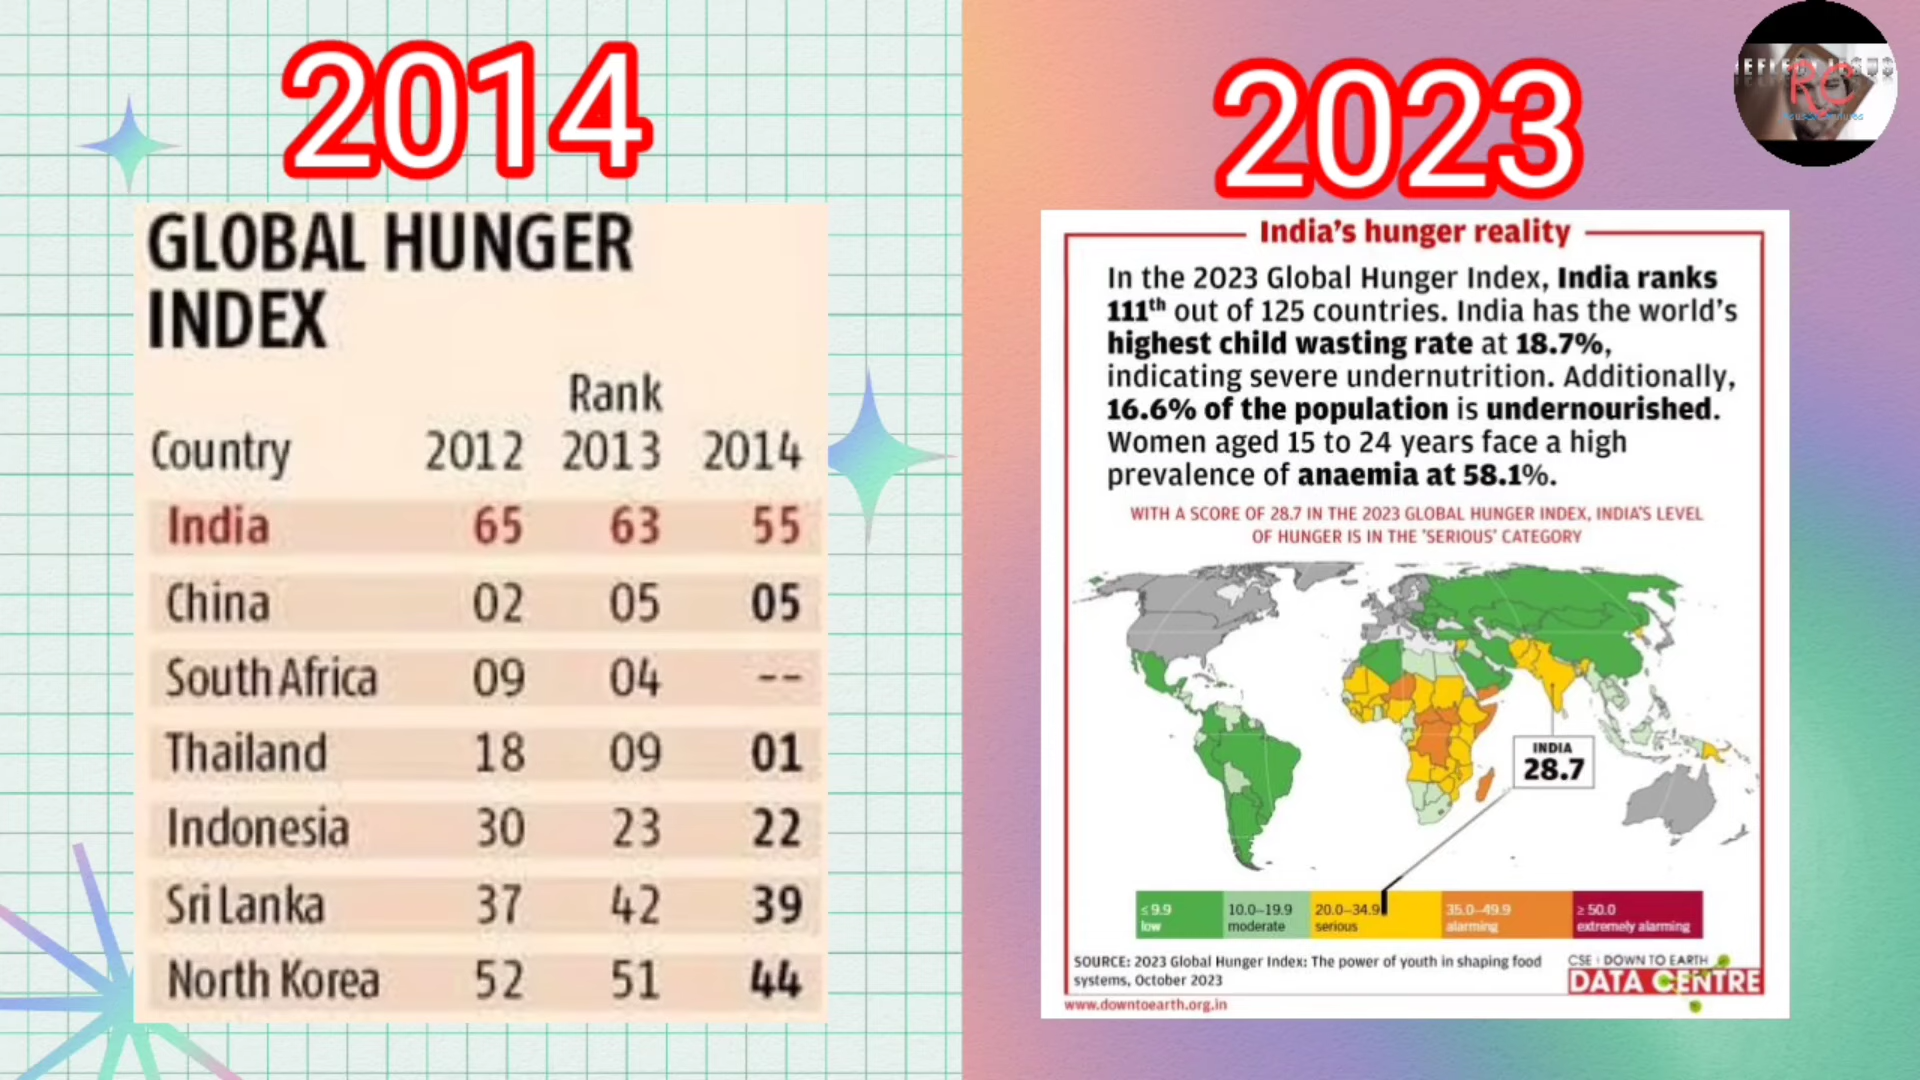 2014
GLOBAL HUNGER
INDEX
Rank
Country 2012 2013 2014
India 65 63 55
China 02 05 05
South Africa 09 04 --
Thailand 18 09 01
Indonesia 30 23 22
Sri Lanka 37 42 39
North Korea 52 51 44
2023
RC
India's hunger reality
In the 2023 Global Hunger Index, India ranks
111th out of 125 countries. India has the world's
highest child wasting rate at 18.7%,
indicating severe undernutrition. Additionally,
16.6% of the population is undernourished.
Women aged 15 to 24 years face a high
prevalence of anaemia at 58.1%.
WITH A SCORE OF 28.7 IN THE 2023 GLOBAL HUNGER INDEX, INDIA'S LEVEL
OF HUNGER IS IN THE 'SERIOUS' CATEGORY
INDIA
28.7
≤ 9.9 10.0–19.9 20.0–34.9 35.0–49.9 ≥ 50.0
low moderate serious alarming extremely alarming
SOURCE: 2023 Global Hunger Index: The power of youth in shaping food
systems, October 2023
CSE | DOWN TO EARTH
DATA CENTRE
www.downtoearth.org.in